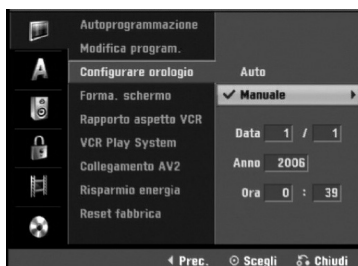 Autoprogrammazione
Modifica program.
Configurare orologio
Forma. schermo
Rapporto aspetto VCR
VCR Play System
Collegamento AV2
Risparmio energia
Reset fabbrica
A
Auto
✓ Manuale
Data 1 / 1
Anno 2006
Ora 0 : 39
Prec. Scegli Chiudi